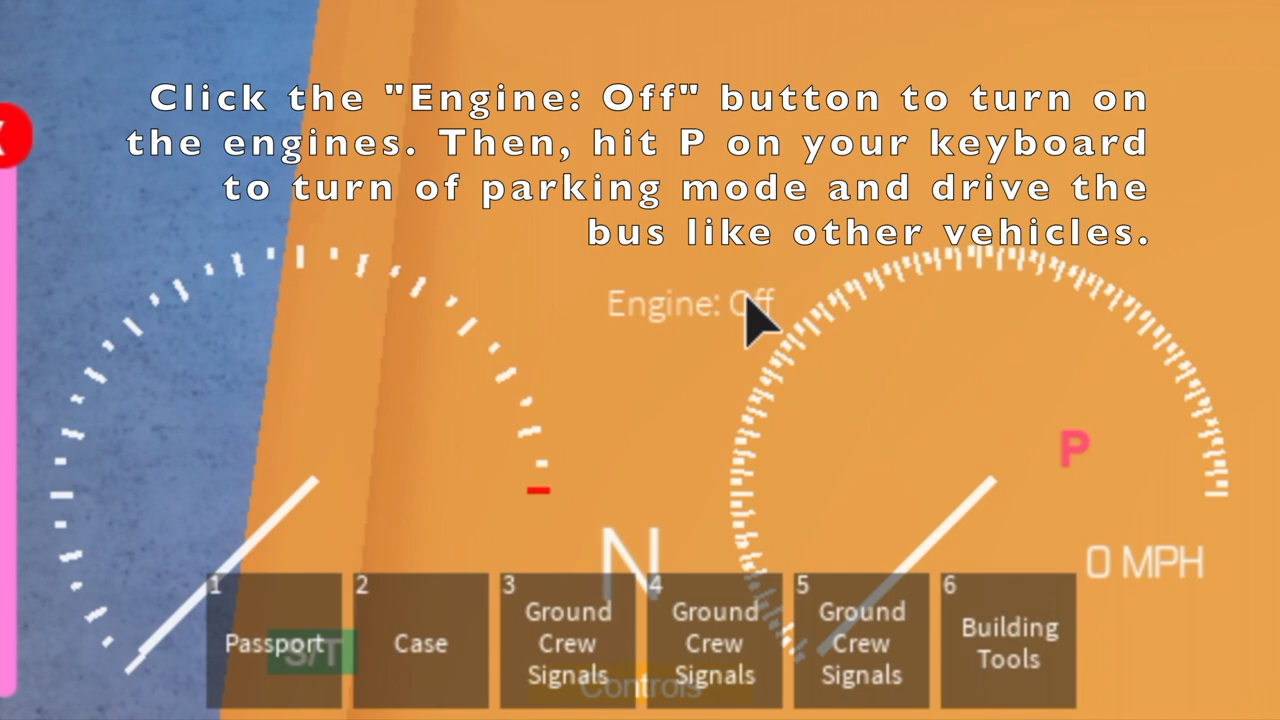 Click the "Engine: Off" button to turn on
the engines. Then, hit P on your keyboard
to turn of parking mode and drive the
bus like other vehicles.
Engine: Off
P
N
0 MPH
1
Passport
2
Case
3
Ground
Crew
Signals
4
Ground
Crew
Signals
5
Ground
Crew
Signals
6
Building
Tools
S/T
Controls
X